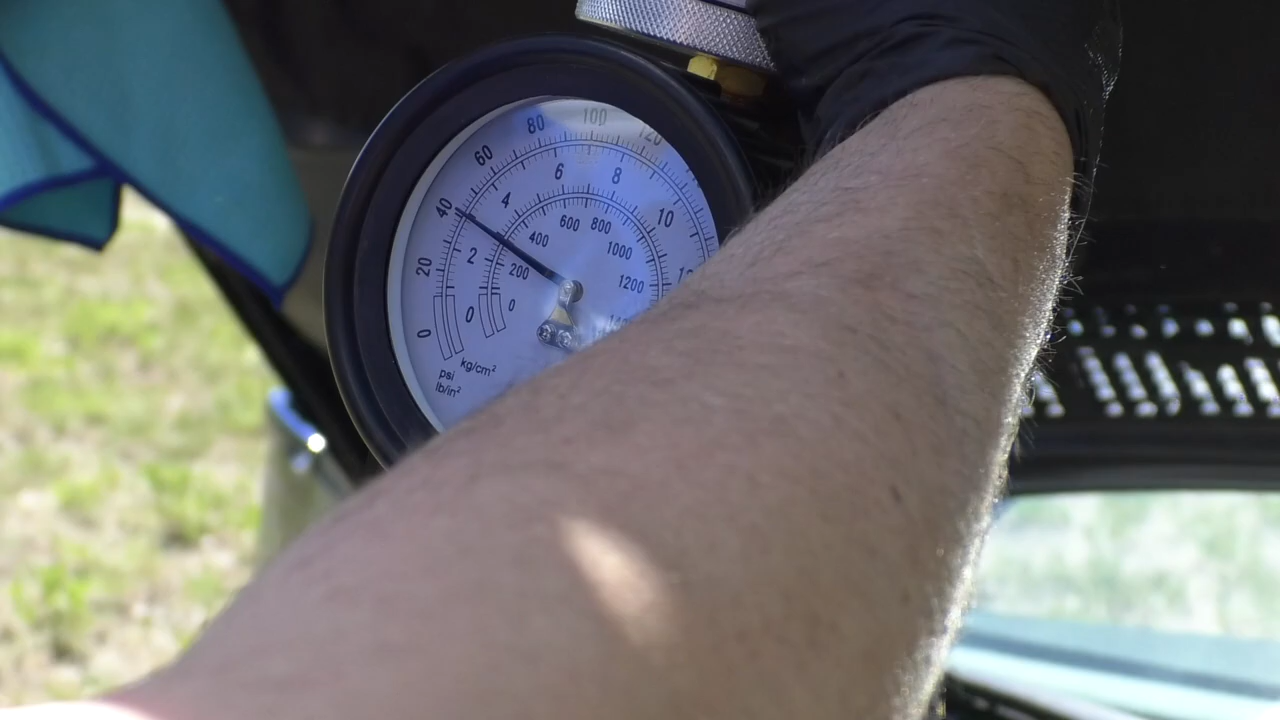 0 20 40 60 80 100 120
0 2 4 6 8 10
0 200 400 600 800 1000 1200
kg/cm²
psi
lb/in²